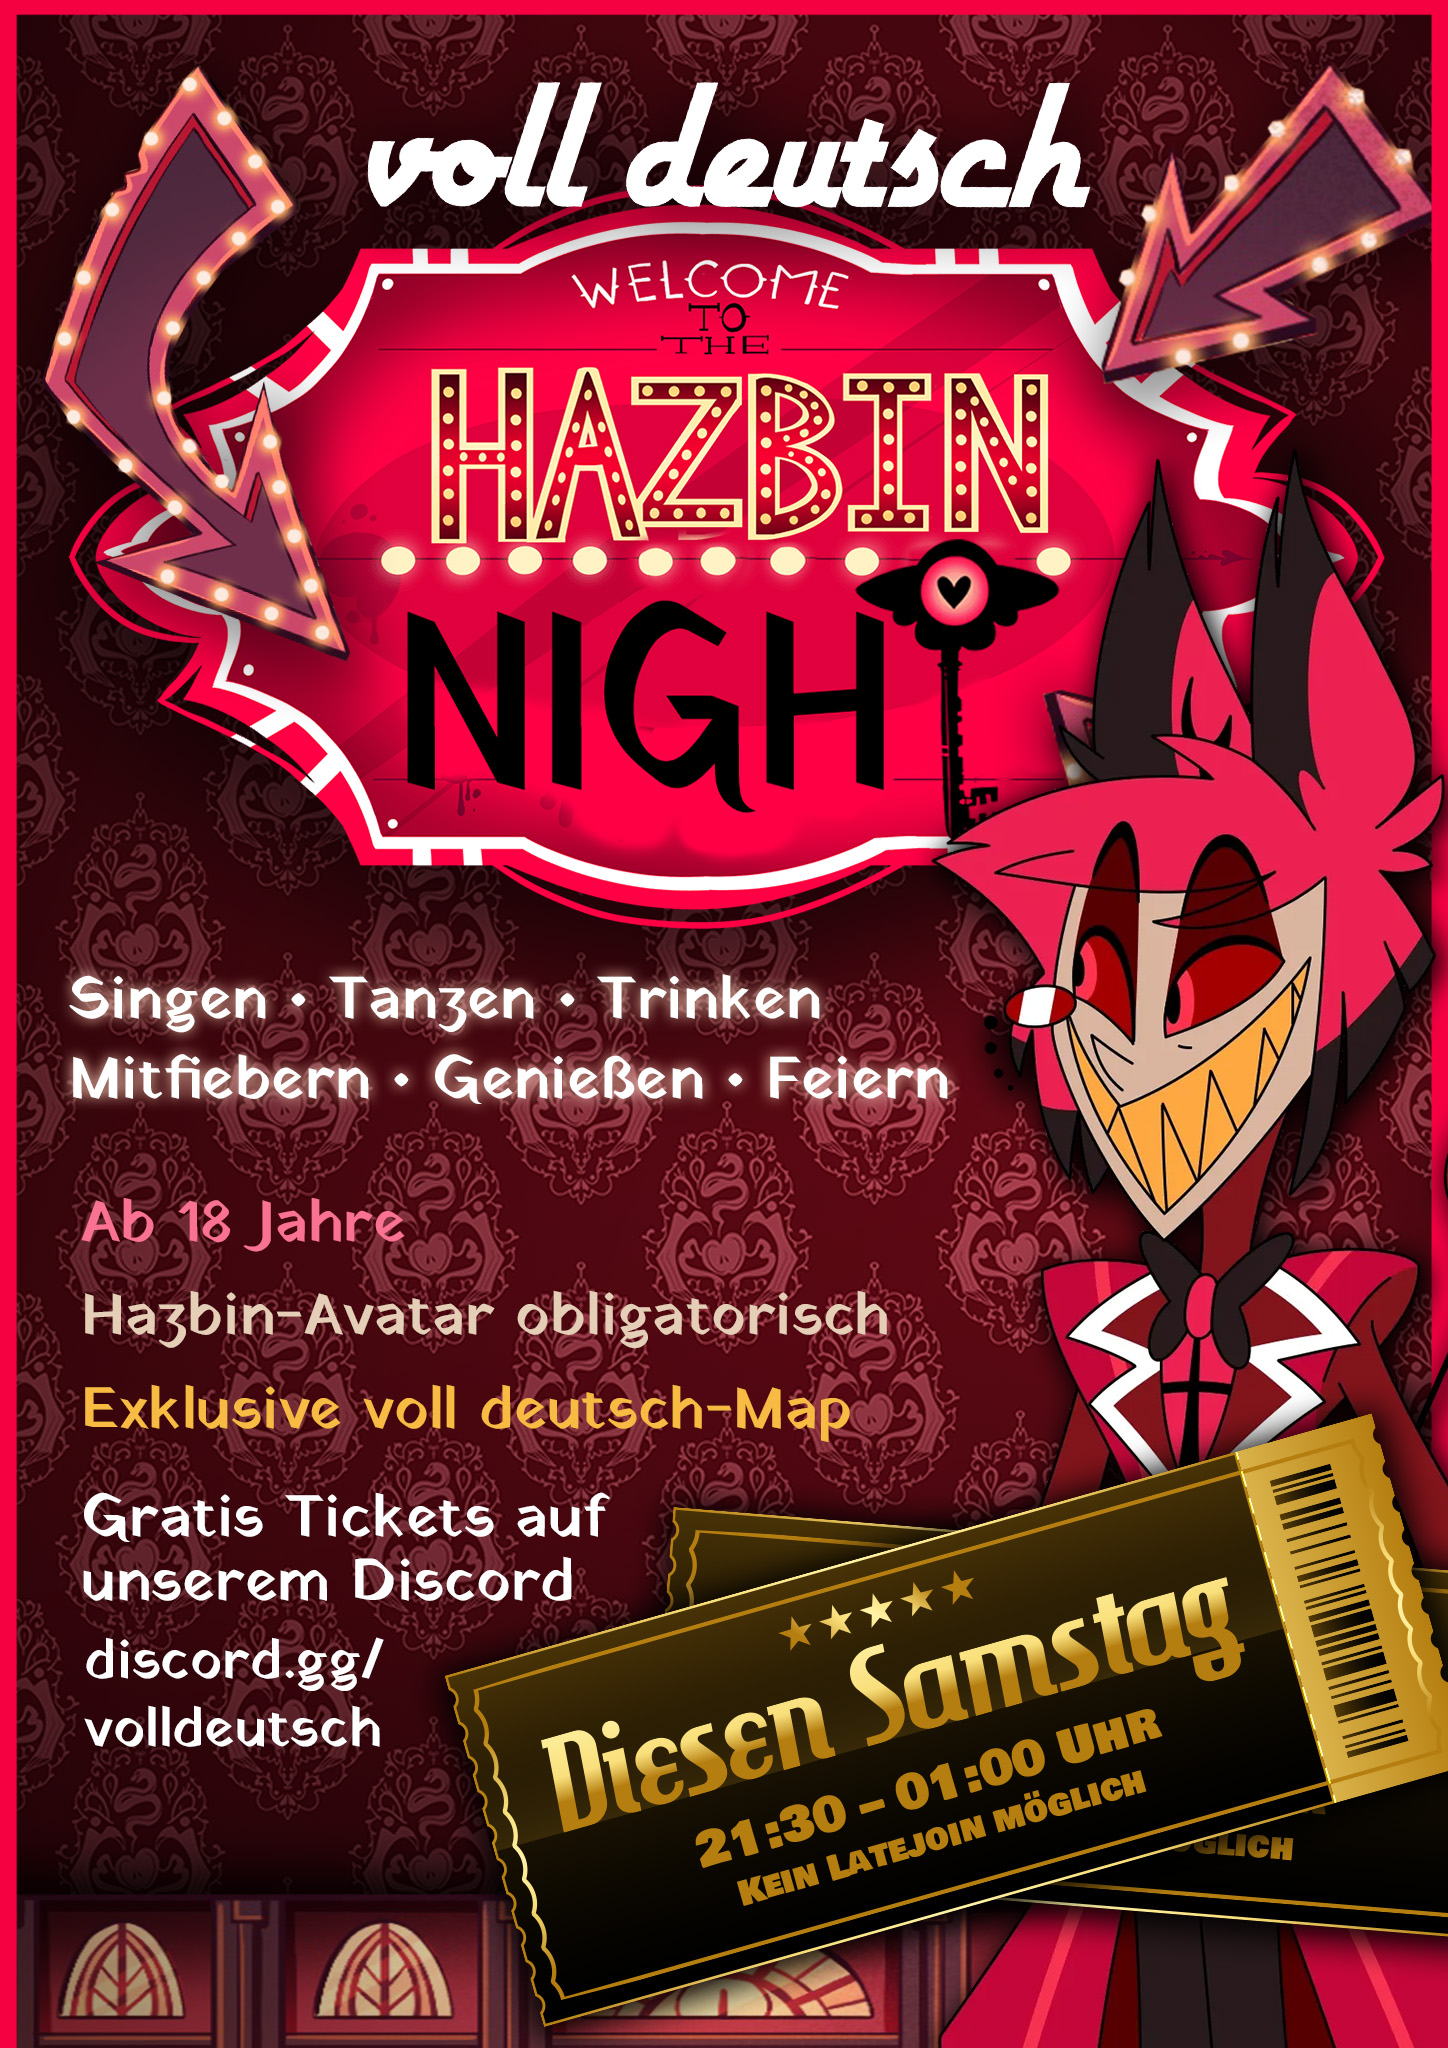 voll deutsch
WELCOME
TO
THE
HAZBIN
NIGHT
Singen • Tanzen • Trinken
Mitfiebern • Genießen • Feiern
Ab 18 Jahre
Hazbin-Avatar obligatorisch
Exklusive voll deutsch-Map
Gratis Tickets auf
unserem Discord
discord.gg/
volldeutsch
Diesen Samstag
21:30 – 01:00 Uhr
Kein Latejoin möglich
öglich